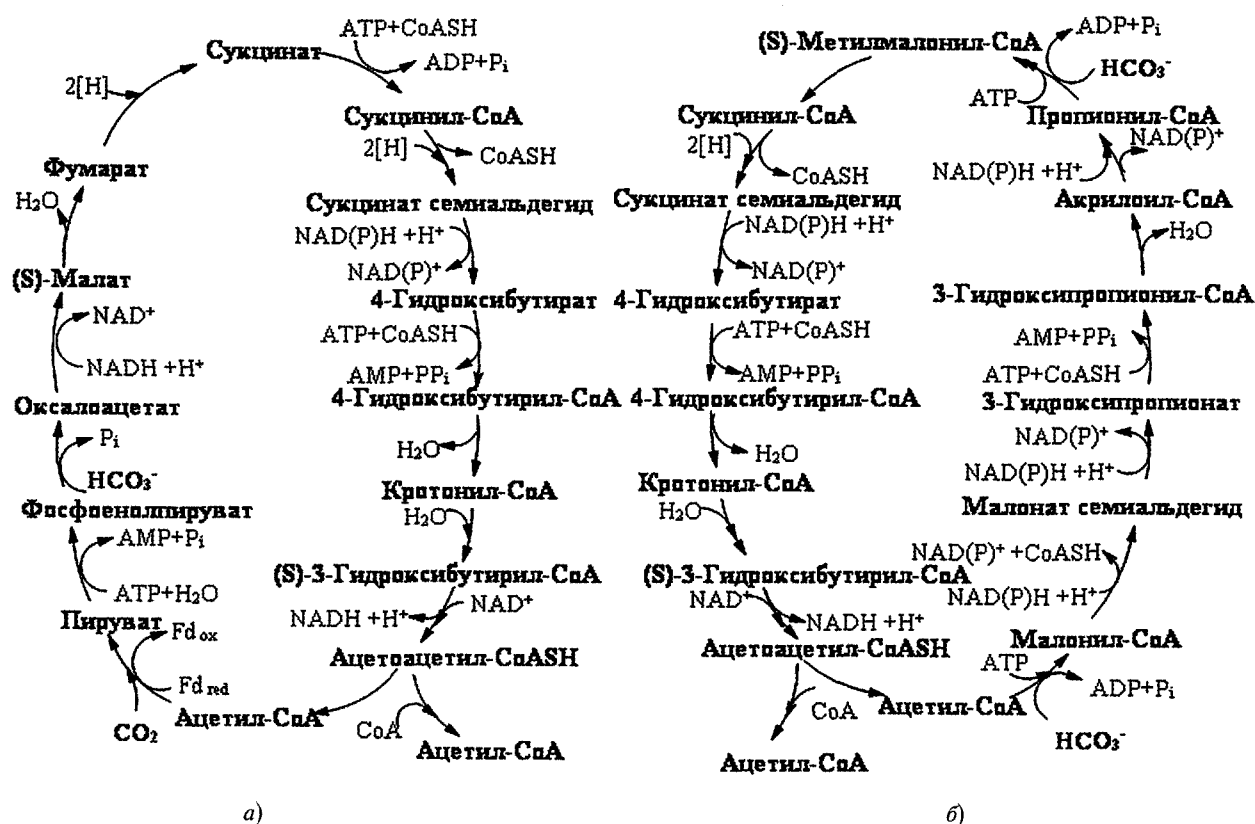 Сукцинат
ATP+CoASH
ADP+Pi
2[H]
Сукцинил-CoA
2[H]
CoASH
Фумарат
H2O
Сукцинат семиальдегид
NAD(P)H +H+
NAD(P)+
(S)-Малат
4-Гидроксибутират
NAD+
NADH +H+
ATP+CoASH
AMP+PPi
Оксалоацетат
4-Гидроксибутирил-CoA
Pi
HCO3-
H2O
Кротонил-CoA
Фосфоенолпируват
H2O
AMP+Pi
ATP+H2O
(S)-3-Гидроксибутирил-CoA
NADH +H+
NAD+
Пируват
Fd ox
Fd red
Ацетоацетил-CoASH
CO2
Ацетил-CoA
CoA
Ацетил-CoA
а)
(S)-Метилмалонил-CoA
ADP+Pi
HCO3-
ATP
Сукцинил-CoA
Пропионил-CoA
2[H]
CoASH
NAD(P)+
NAD(P)H +H+
Сукцинат семиальдегид
Акрилоил-CoA
NAD(P)H +H+
NAD(P)+
H2O
4-Гидроксибутират
3-Гидроксипропионил-CoA
ATP+CoASH
AMP+PPi
AMP+PPi
ATP+CoASH
4-Гидроксибутирил-CoA
3-Гидроксипропионат
H2O
NAD(P)+
NAD(P)H +H+
Кротонил-CoA
Малонат семиальдегид
H2O
NAD(P)+ +CoASH
NAD(P)H +H+
(S)-3-Гидроксибутирил-CoA
NAD+
NADH +H+
Малонил-CoA
Ацетоацетил-CoASH
ATP
ADP+Pi
CoA
Ацетил-CoA
HCO3-
Ацетил-CoA
б)